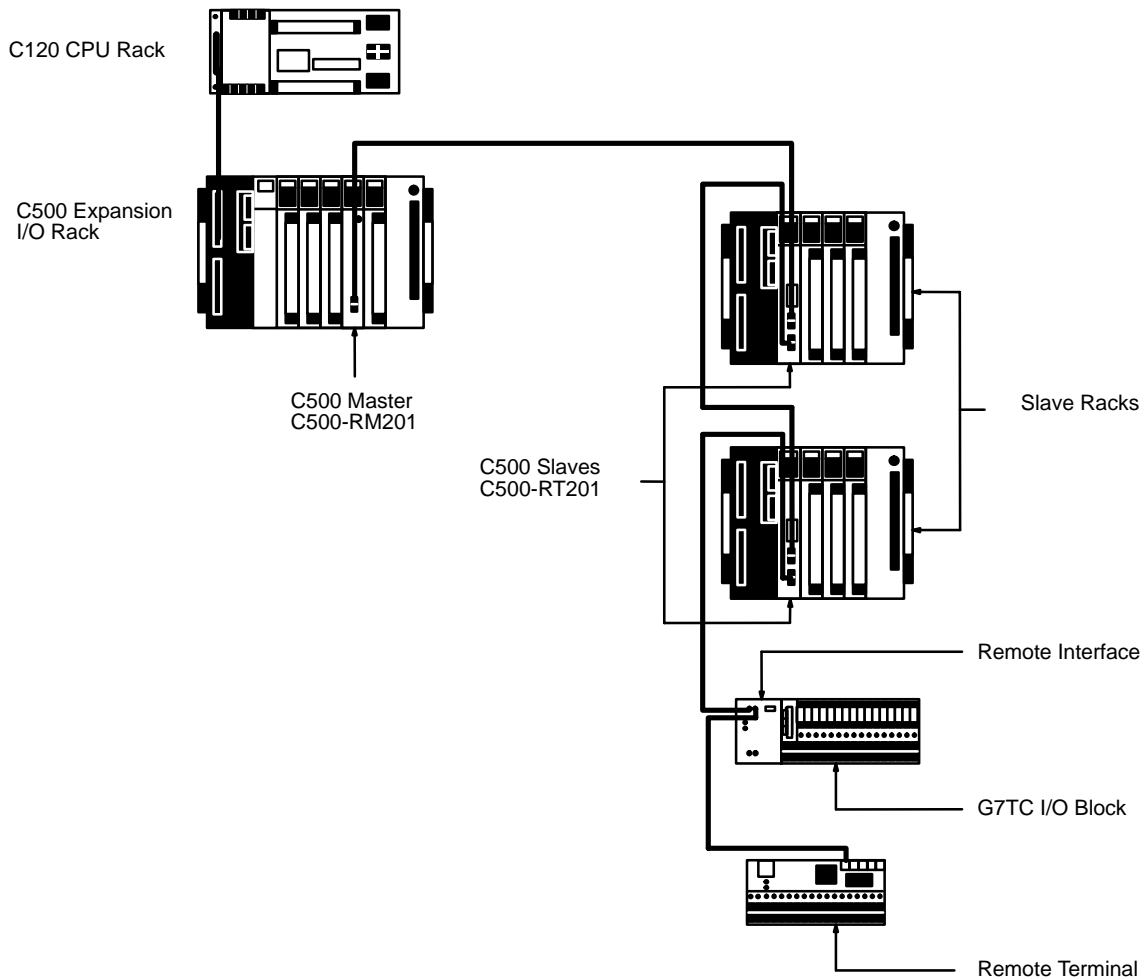 C120 CPU Rack
C500 Expansion
I/O Rack
C500 Master
C500-RM201
Slave Racks
C500 Slaves
C500-RT201
Remote Interface
G7TC I/O Block
Remote Terminal